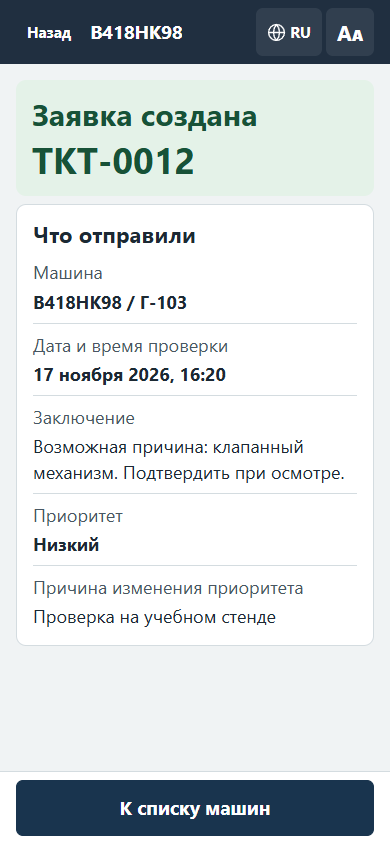 Назад
В418НК98
RU
Aᴀ
Заявка создана
ТКТ-0012
Что отправили
Машина
В418НК98 / Г-103
Дата и время проверки
17 ноября 2026, 16:20
Заключение
Возможная причина: клапанный
механизм. Подтвердить при осмотре.
Приоритет
Низкий
Причина изменения приоритета
Проверка на учебном стенде
К списку машин